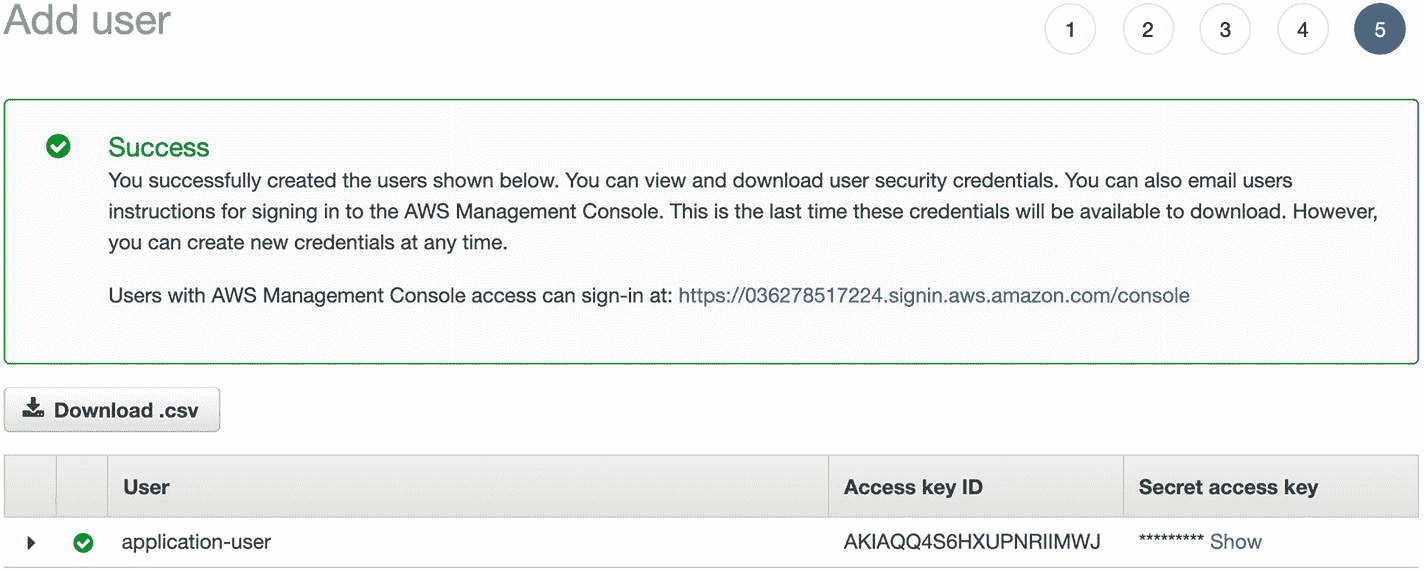 Add user
1 2 3 4 5
Success
You successfully created the users shown below. You can view and download user security credentials. You can also email users
instructions for signing in to the AWS Management Console. This is the last time these credentials will be available to download. However,
you can create new credentials at any time.
Users with AWS Management Console access can sign-in at: https://036278517224.signin.aws.amazon.com/console
Download .csv
User Access key ID Secret access key
application-user AKIAQQ4S6HXUPNRIIMWJ ********* Show